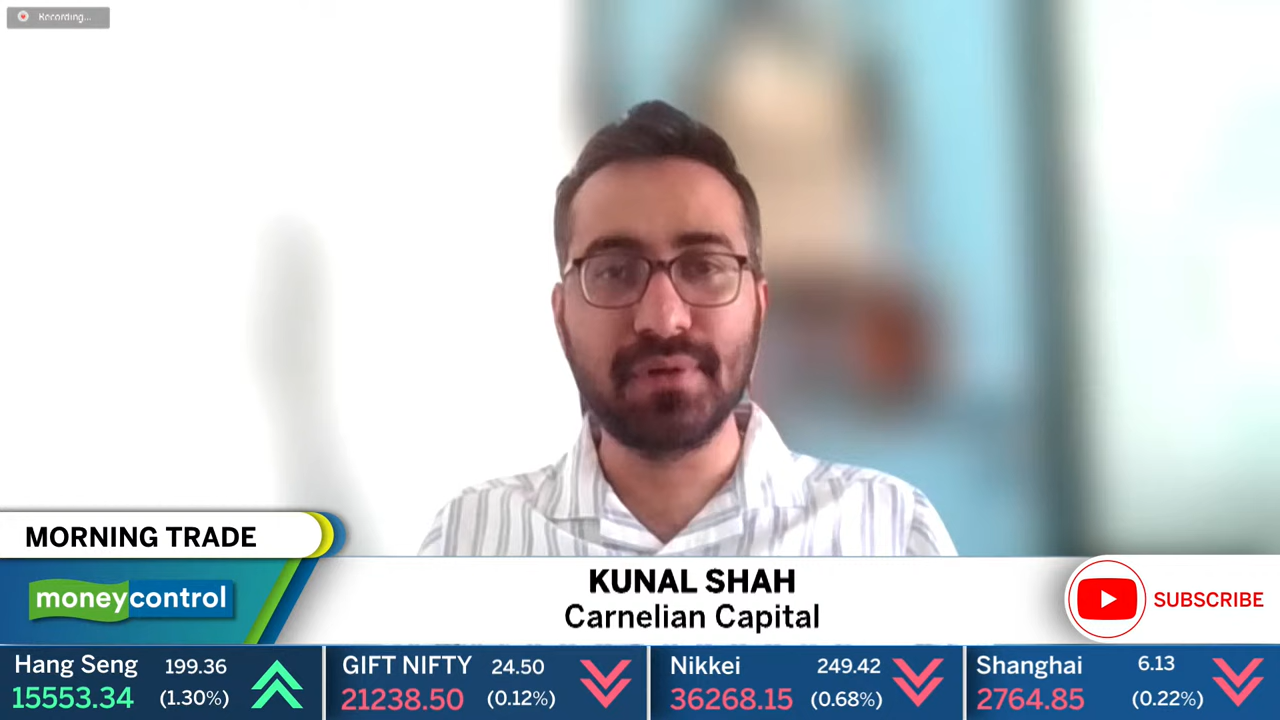 Recording...
MORNING TRADE
moneycontrol
KUNAL SHAH
Carnelian Capital
SUBSCRIBE
Hang Seng 199.36
15553.34 (1.30%)
GIFT NIFTY 24.50
21238.50 (0.12%)
Nikkei 249.42
36268.15 (0.68%)
Shanghai 6.13
2764.85 (0.22%)